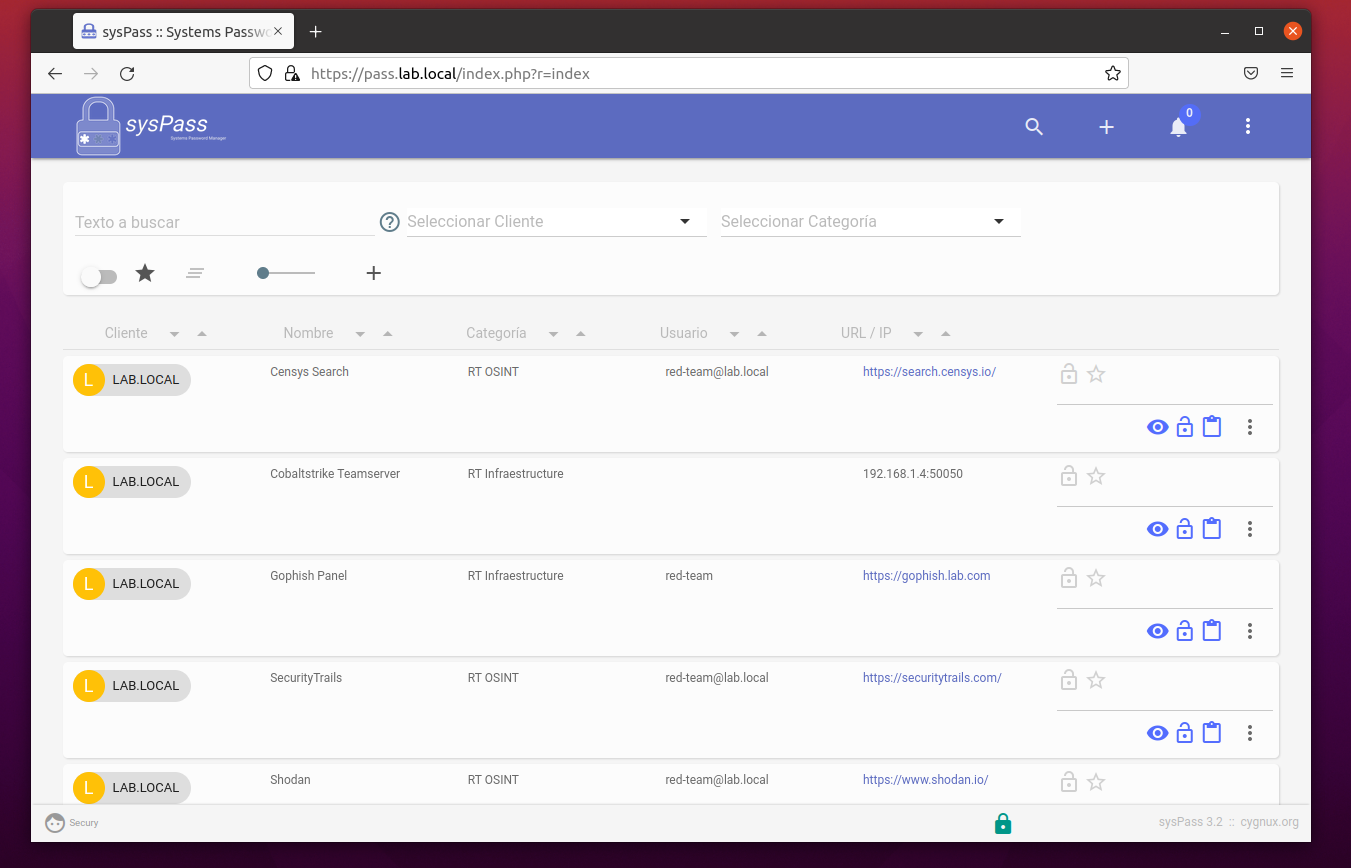 sysPass :: Systems Passwo
https://pass.lab.local/index.php?r=index
sysPass
Systems Password Manager
0
Texto a buscar
Seleccionar Cliente
Seleccionar Categoría
Cliente Nombre Categoría Usuario URL / IP
L LAB.LOCAL Censys Search RT OSINT red-team@lab.local https://search.censys.io/
L LAB.LOCAL Cobaltstrike Teamserver RT Infraestructure 192.168.1.4:50050
L LAB.LOCAL Gophish Panel RT Infraestructure red-team https://gophish.lab.com
L LAB.LOCAL SecurityTrails RT OSINT red-team@lab.local https://securitytrails.com/
L LAB.LOCAL Shodan RT OSINT red-team@lab.local https://www.shodan.io/
Secury
sysPass 3.2 :: cygnux.org